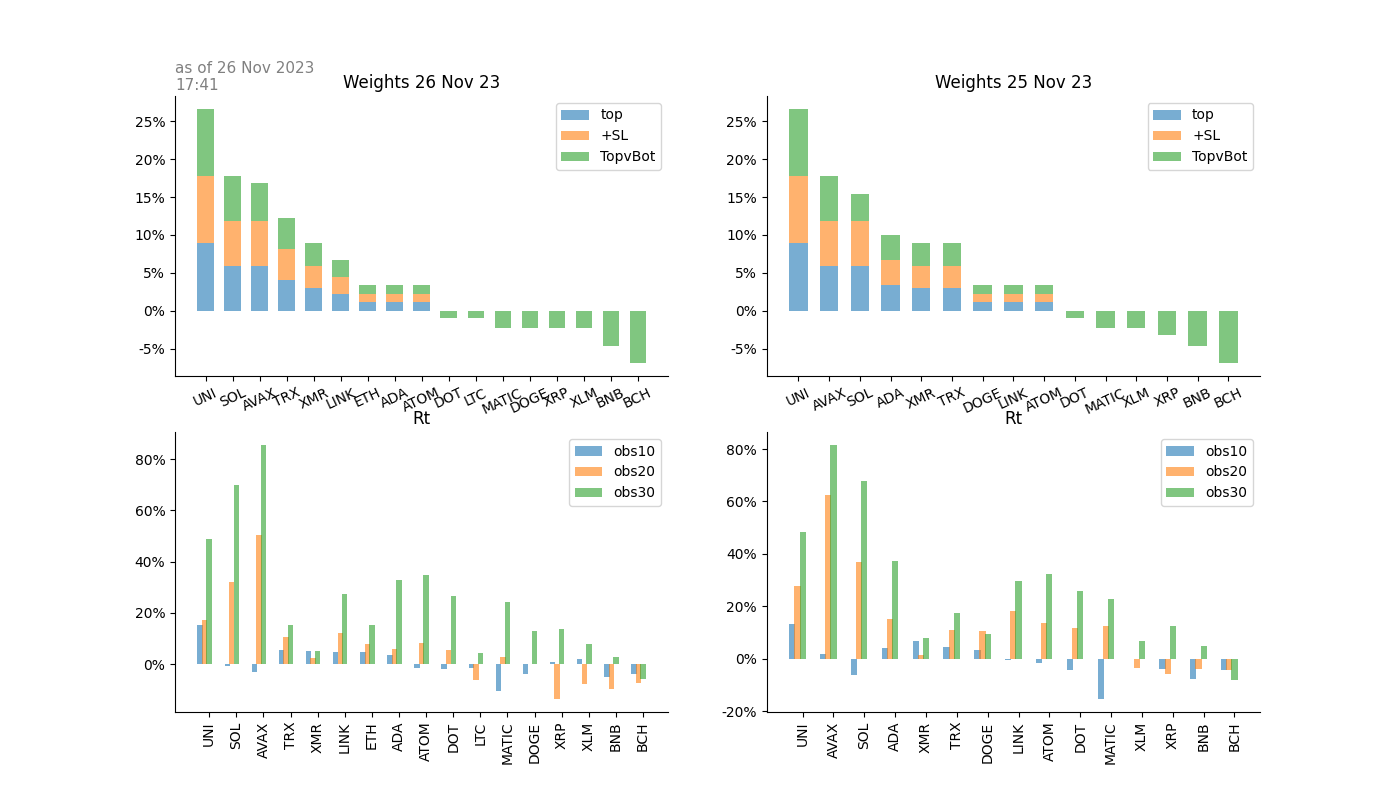 as of 26 Nov 2023
17:41
Weights 26 Nov 23
25%
20%
15%
10%
5%
0%
-5%
top
+SL
TopvBot
UNI SOL AVAX TRX XMR LINK ETH ADA ATOM DOT LTC MATIC DOGE XRP XLM BNB BCH
Weights 25 Nov 23
25%
20%
15%
10%
5%
0%
-5%
top
+SL
TopvBot
UNI AVAX SOL ADA XMR TRX DOGE LINK ATOM DOT MATIC XLM XRP BNB BCH
Rt
80%
60%
40%
20%
0%
obs10
obs20
obs30
UNI SOL AVAX TRX XMR LINK ETH ADA ATOM DOT LTC MATIC DOGE XRP XLM BNB BCH
Rt
80%
60%
40%
20%
0%
-20%
obs10
obs20
obs30
UNI AVAX SOL ADA XMR TRX DOGE LINK ATOM DOT MATIC XLM XRP BNB BCH